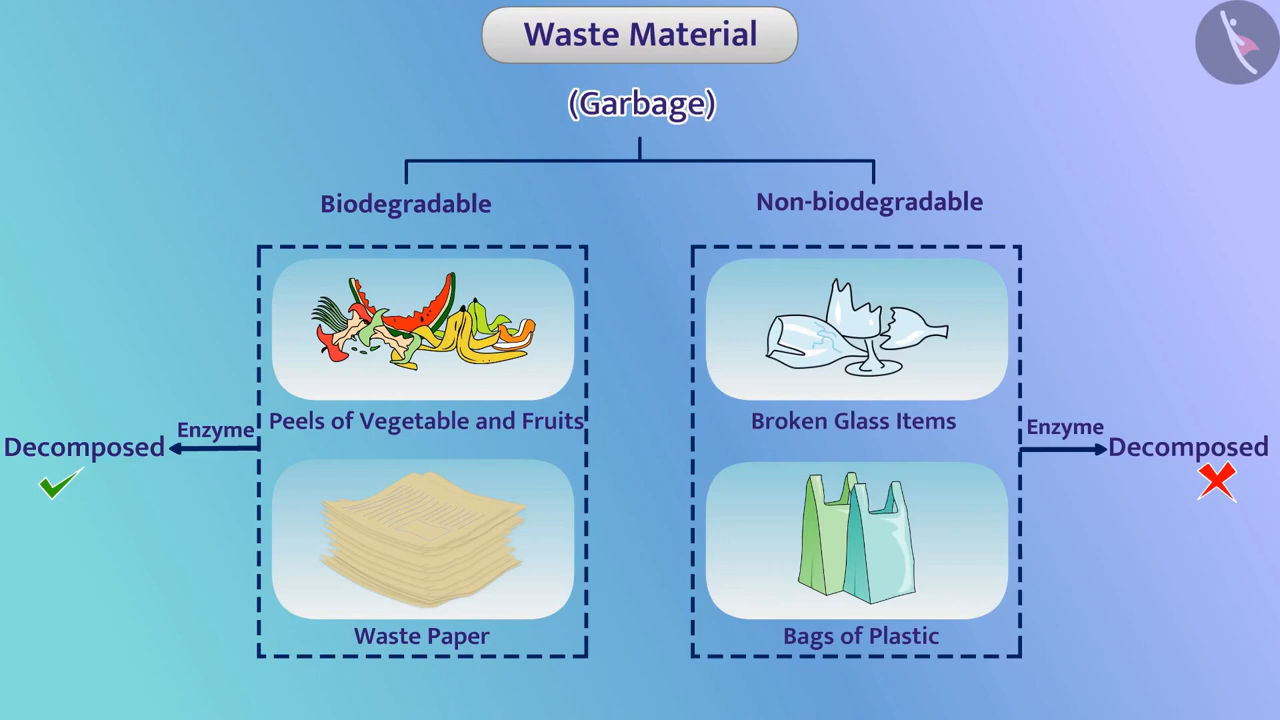 Waste Material
(Garbage)
Biodegradable
Non-biodegradable
Peels of Vegetable and Fruits
Broken Glass Items
Enzyme
Decomposed
Enzyme
Decomposed
Waste Paper
Bags of Plastic